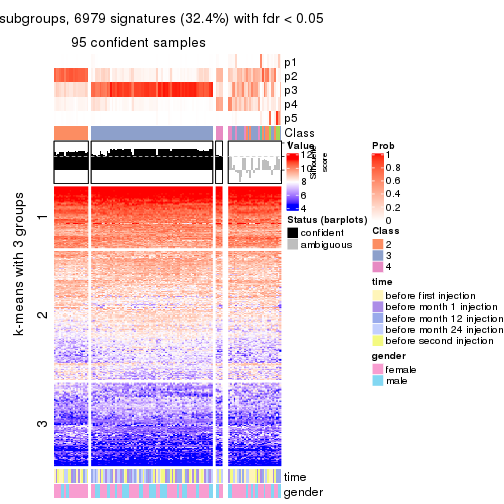 subgroups, 6979 signatures (32.4%) with fdr < 0.05
95 confident samples
p1
p2
p3
p4
p5
Class
Value
12
10
8
6
4
Silhouette
score
Status (barplots)
confident
ambiguous
Prob
1
0.8
0.6
0.4
0.2
0
Class
2
3
4
time
before first injection
before month 1 injection
before month 12 injection
before month 24 injection
before second injection
gender
female
male
k-means with 3 groups
1
2
3
time
gender